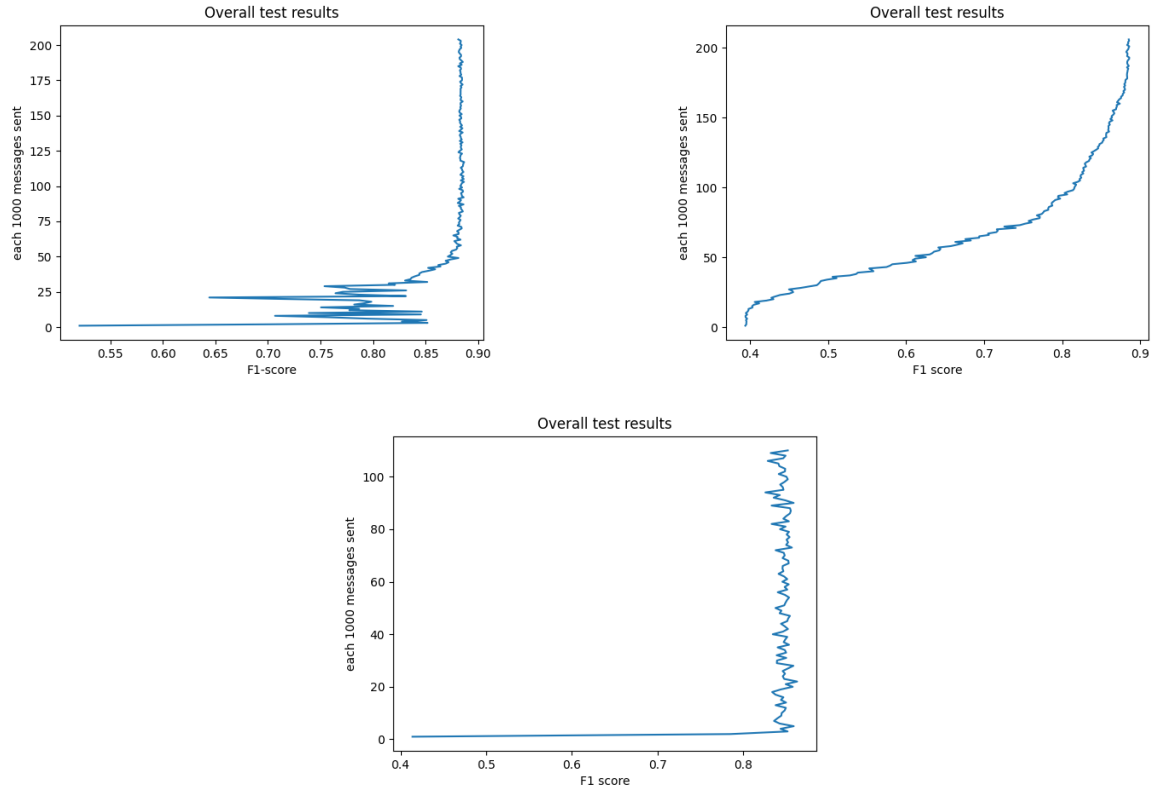 Overall test results
200
175
150
125
100
75
50
25
0
each 1000 messages sent
0.55 0.60 0.65 0.70 0.75 0.80 0.85 0.90
F1-score
Overall test results
200
150
100
50
0
each 1000 messages sent
0.4 0.5 0.6 0.7 0.8 0.9
F1 score
Overall test results
100
80
60
40
20
0
each 1000 messages sent
0.4 0.5 0.6 0.7 0.8
F1 score